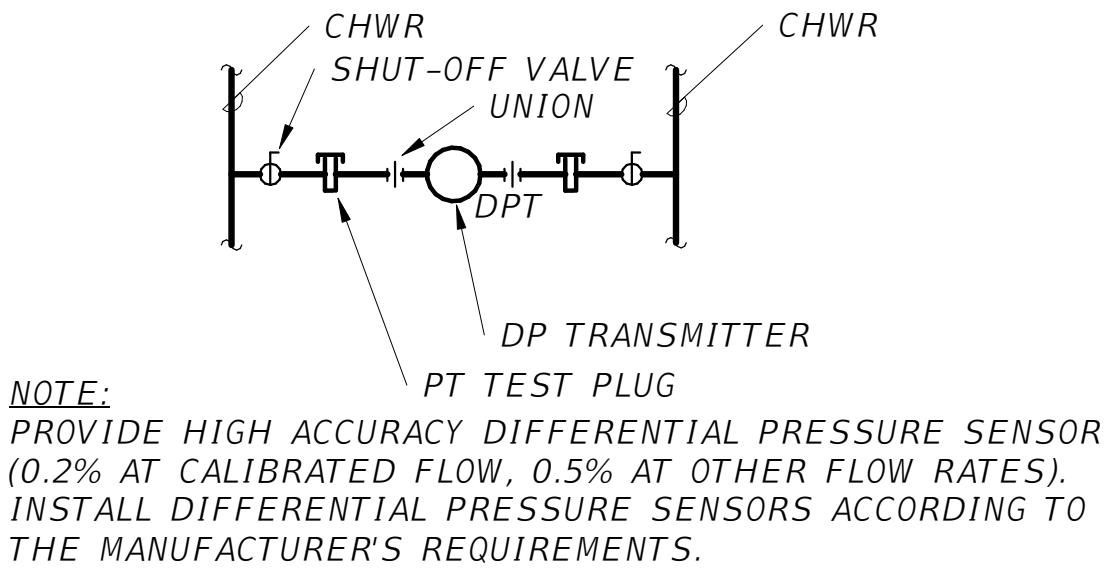 CHWR
CHWR
SHUT-OFF VALVE
UNION
DPT
DP TRANSMITTER
PT TEST PLUG
NOTE:
PROVIDE HIGH ACCURACY DIFFERENTIAL PRESSURE SENSOR
(0.2% AT CALIBRATED FLOW, 0.5% AT OTHER FLOW RATES).
INSTALL DIFFERENTIAL PRESSURE SENSORS ACCORDING TO
THE MANUFACTURER'S REQUIREMENTS.